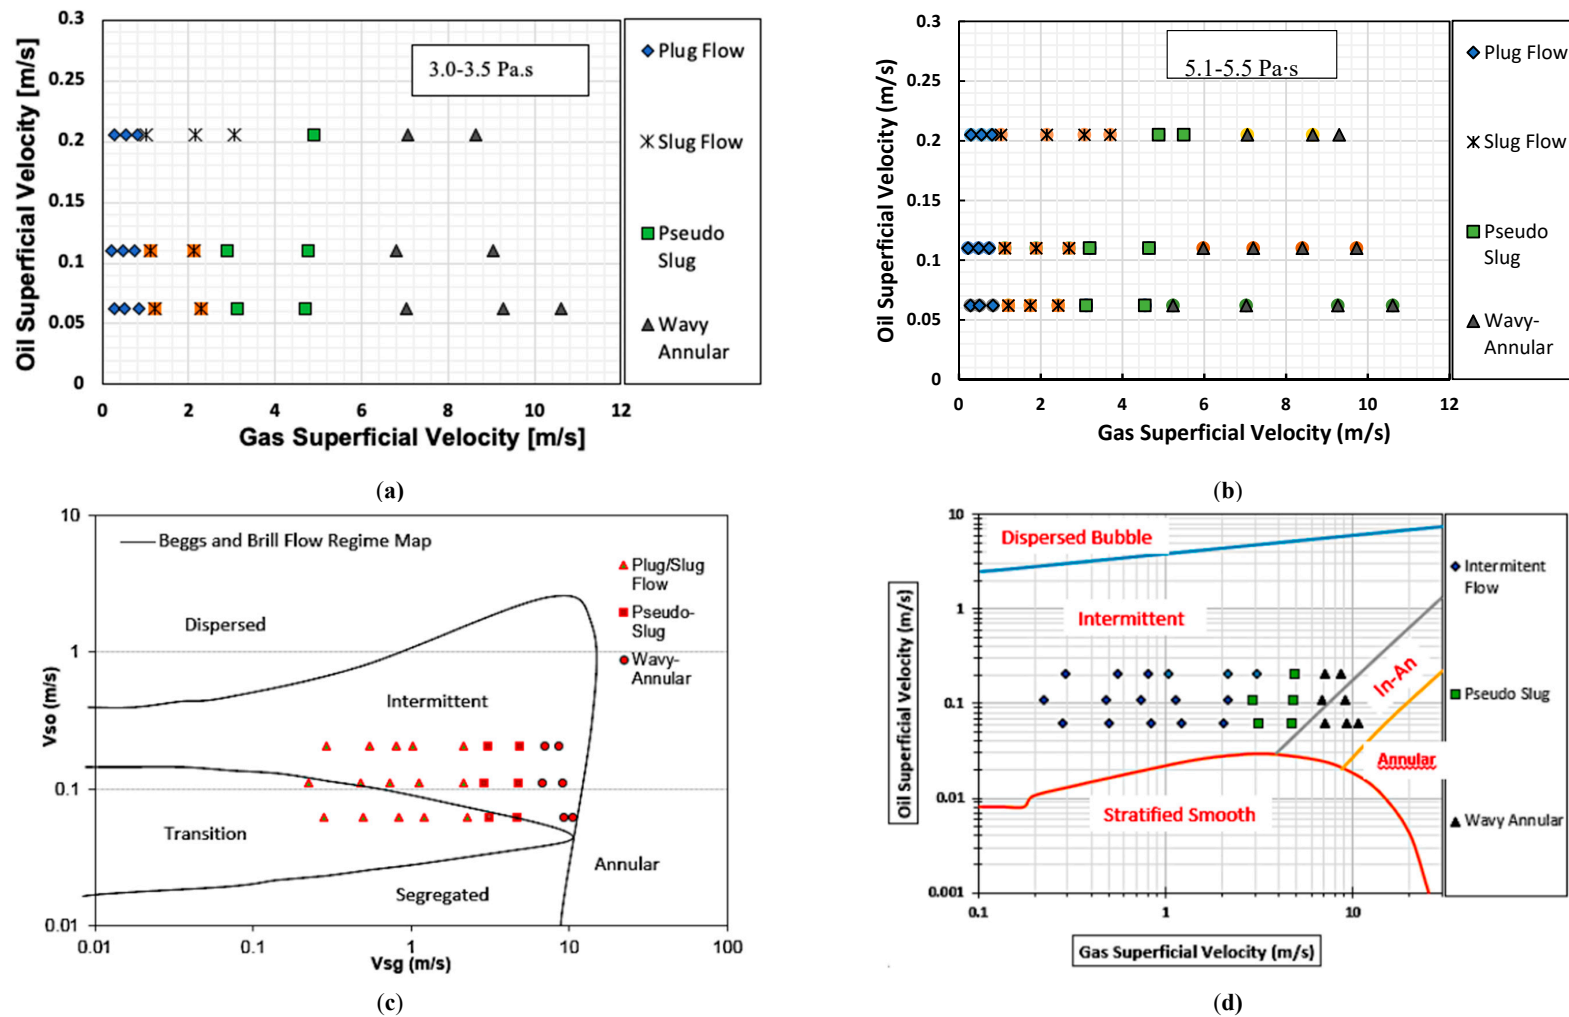 0.3
0.25
0.2
0.15
0.1
0.05
0
Oil Superficial Velocity [m/s]
3.0-3.5 Pa.s
0 2 4 6 8 10 12
Gas Superficial Velocity [m/s]
Plug Flow
Slug Flow
Pseudo
Slug
Wavy
Annular
(a)
0.3
0.25
0.2
0.15
0.1
0.05
0
Oil Superficial Velocity (m/s)
5.1-5.5 Pa·s
0 2 4 6 8 10 12
Gas Superficial Velocity (m/s)
Plug Flow
Slug Flow
Pseudo
Slug
Wavy-
Annular
(b)
10
1
0.1
0.01
Vso (m/s)
Beggs and Brill Flow Regime Map
Plug/Slug
Flow
Pseudo-
Slug
Wavy-
Annular
Dispersed
Intermittent
Transition
Annular
Segregated
0.01 0.1 1 10 100
Vsg (m/s)
(c)
10
1
0.1
0.01
0.001
Oil Superficial Velocity (m/s)
Dispersed Bubble
Intermittent
In-An
Annular
Stratified Smooth
0.1 1 10
Gas Superficial Velocity (m/s)
Intermitent
Flow
Pseudo Slug
Wavy Annular
(d)